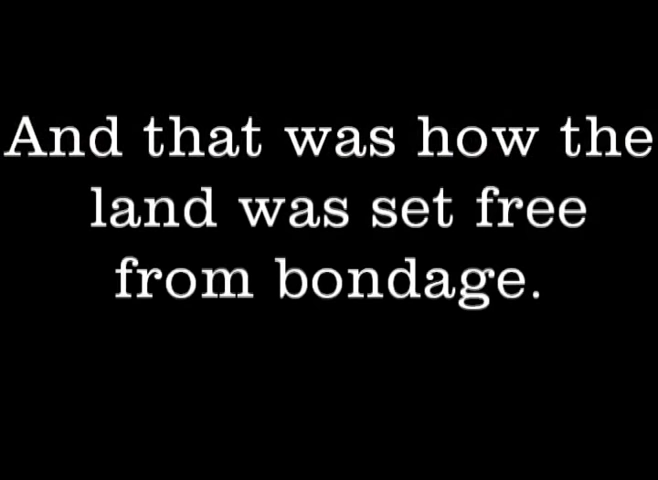 And that was how the
land was set free
from bondage.